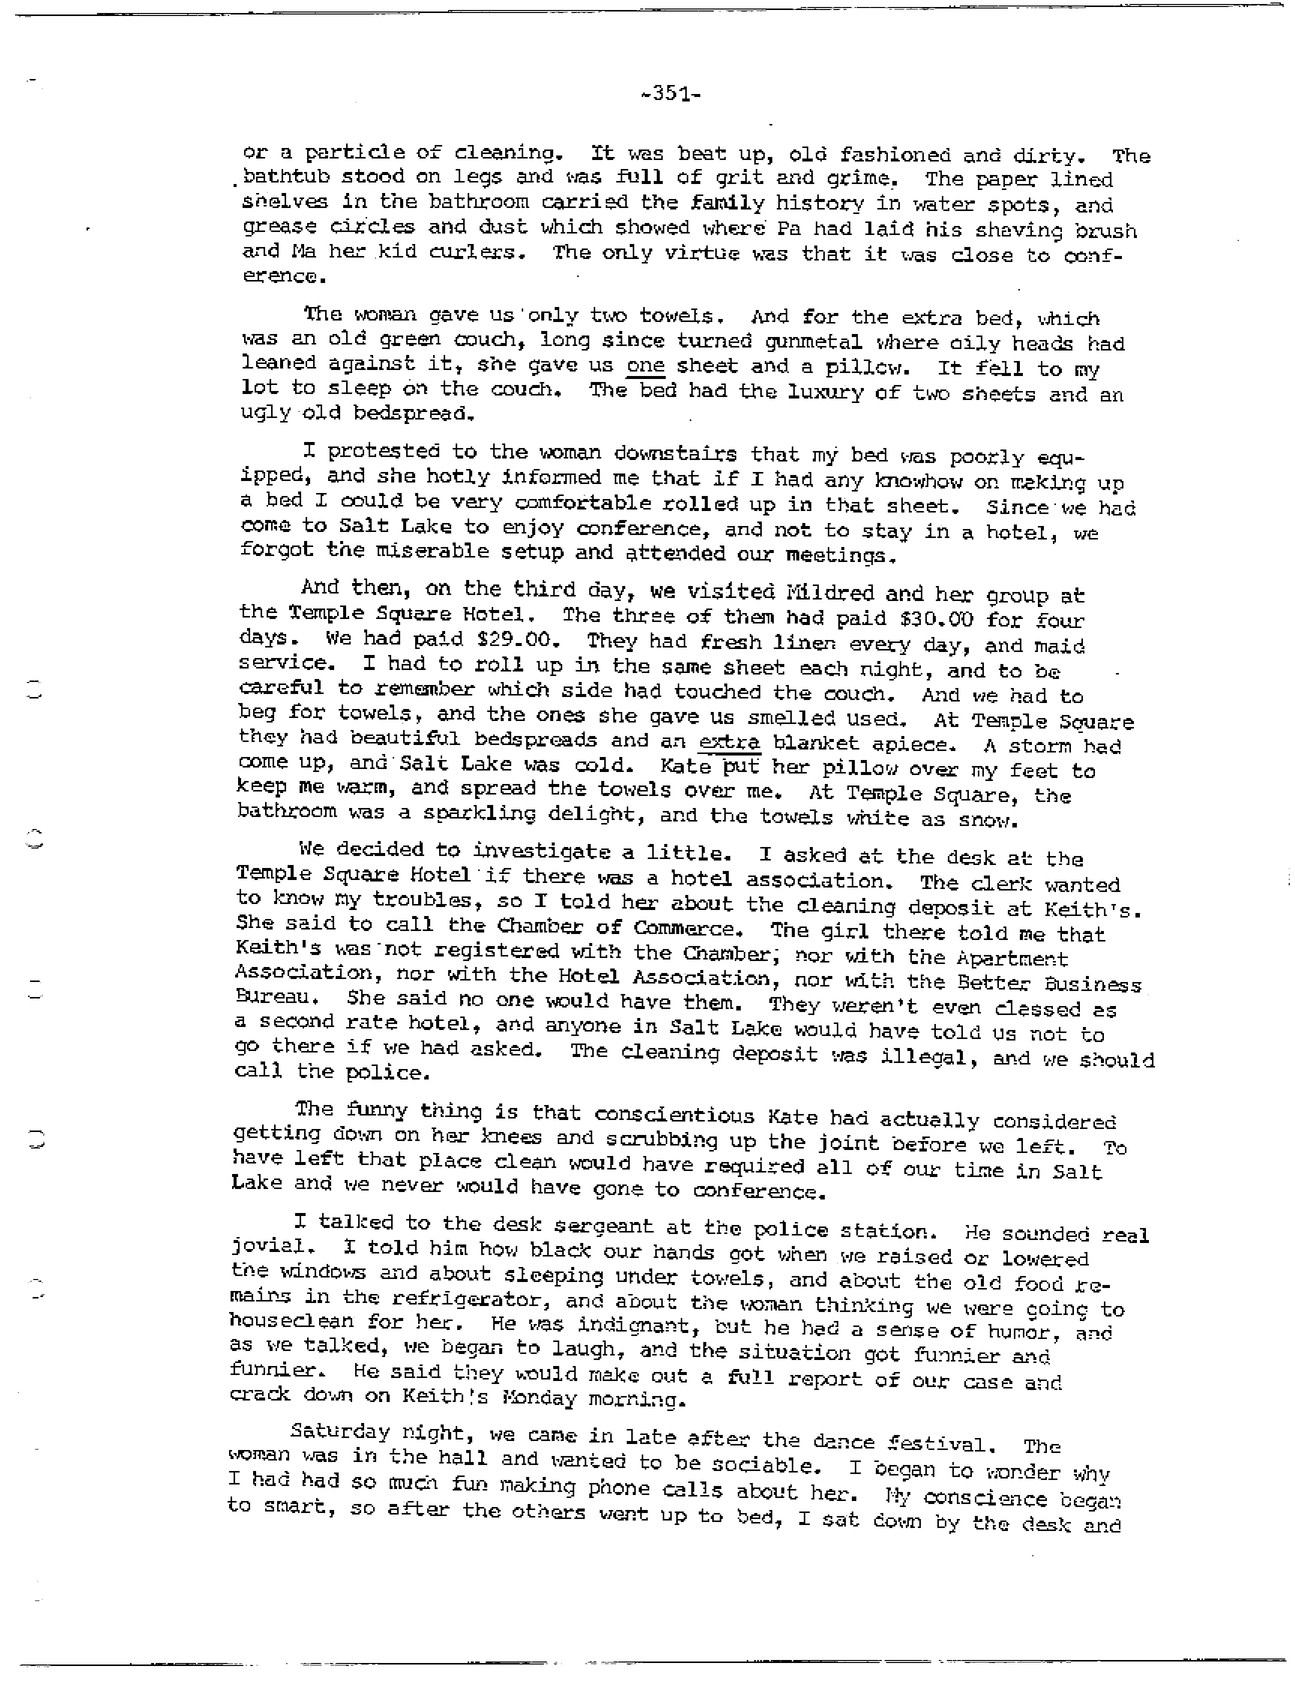 -351-
or a particle of cleaning. It was beat up, old fashioned and dirty. The
bathtub stood on legs and was full of grit and grime. The paper lined
shelves in the bathroom carried the family history in water spots, and
grease circles and dust which showed where Pa had laid his shaving brush
and Ma her kid curlers. The only virtue was that it was close to conf-
erence.
The woman gave us only two towels. And for the extra bed, which
was an old green couch, long since turned gunmetal where oily heads had
leaned against it, she gave us one sheet and a pillow. It fell to my
lot to sleep on the couch. The bed had the luxury of two sheets and an
ugly old bedspread.
I protested to the woman downstairs that my bed was poorly equ-
ipped, and she hotly informed me that if I had any knowhow on making up
a bed I could be very comfortable rolled up in that sheet. Since we had
come to Salt Lake to enjoy conference, and not to stay in a hotel, we
forgot the miserable setup and attended our meetings.
And then, on the third day, we visited Mildred and her group at
the Temple Square Hotel. The three of them had paid $30.00 for four
days. We had paid $29.00. They had fresh linen every day, and maid
service. I had to roll up in the same sheet each night, and to be
careful to remember which side had touched the couch. And we had to
beg for towels, and the ones she gave us smelled used. At Temple Square
they had beautiful bedspreads and an extra blanket apiece. A storm had
come up, and Salt Lake was cold. Kate put her pillow over my feet to
keep me warm, and spread the towels over me. At Temple Square, the
bathroom was a sparkling delight, and the towels white as snow.
We decided to investigate a little. I asked at the desk at the
Temple Square Hotel if there was a hotel association. The clerk wanted
to know my troubles, so I told her about the cleaning deposit at Keith's.
She said to call the Chamber of Commerce. The girl there told me that
Keith's was not registered with the Chamber; nor with the Apartment
Association, nor with the Hotel Association, nor with the Better Business
Bureau. She said no one would have them. They weren't even classed as
a second rate hotel, and anyone in Salt Lake would have told us not to
go there if we had asked. The cleaning deposit was illegal, and we should
call the police.
The funny thing is that conscientious Kate had actually considered
getting down on her knees and scrubbing up the joint before we left. To
have left that place clean would have required all of our time in Salt
Lake and we never would have gone to conference.
I talked to the desk sergeant at the police station. He sounded real
jovial. I told him how black our hands got when we raised or lowered
the windows and about sleeping under towels, and about the old food re-
mains in the refrigerator, and about the woman thinking we were going to
houseclean for her. He was indignant, but he had a sense of humor, and
as we talked, we began to laugh, and the situation got funnier and
funnier. He said they would make out a full report of our case and
crack down on Keith's Monday morning.
Saturday night, we came in late after the dance festival. The
woman was in the hall and wanted to be sociable. I began to wonder why
I had had so much fun making phone calls about her. My conscience began
to smart, so after the others went up to bed, I sat down by the desk and